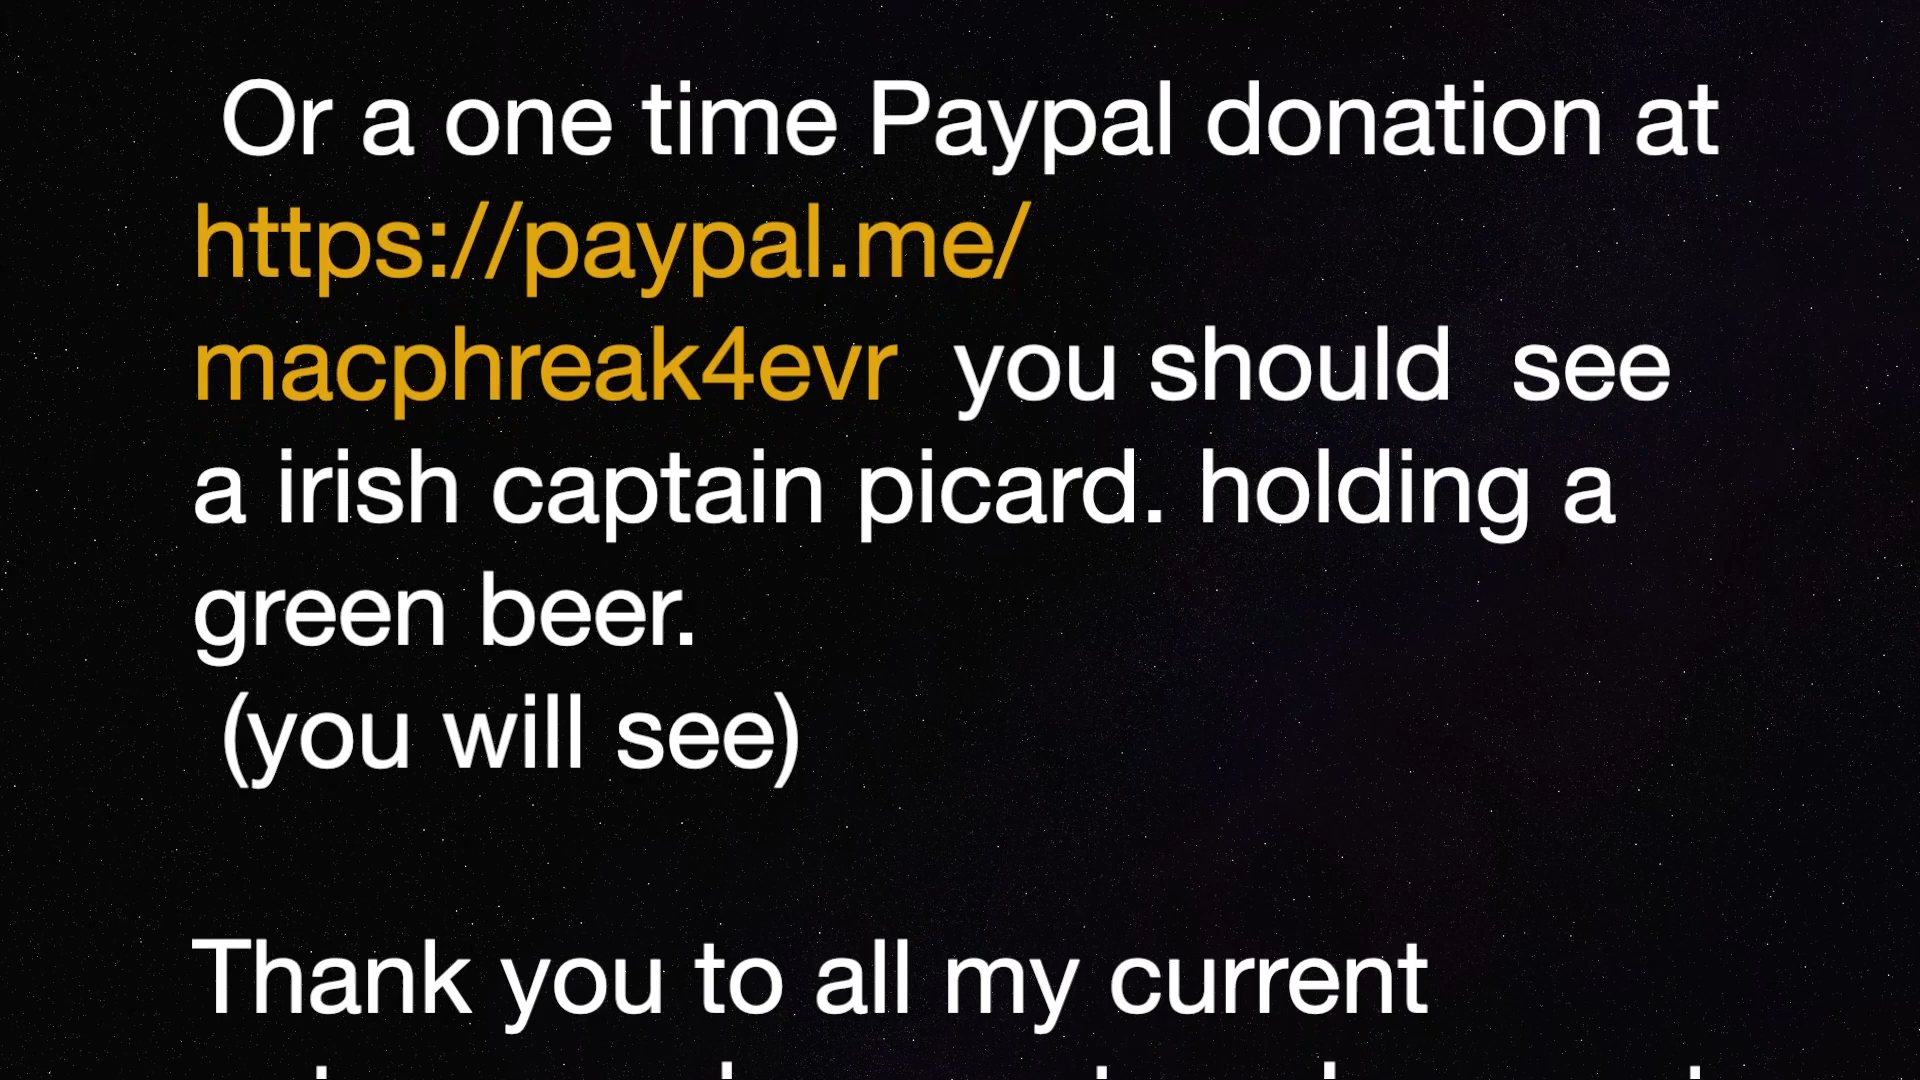 Or a one time Paypal donation at
https://paypal.me/
macphreak4evr you should see
a irish captain picard. holding a
green beer.
(you will see)
Thank you to all my current